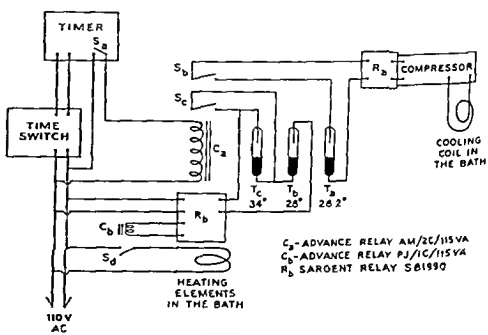 TIMER
Sa
Sb
Sc
Ra
COMPRESSOR
TIME
SWITCH
Ca
COOLING
COIL IN
THE BATH
Tc
34°
Tb
28°
Ta
28 2°
Rb
Cb
Sd
HEATING
ELEMENTS
IN THE BATH
Ca-ADVANCE RELAY AM/2C/115VA
Cb-ADVANCE RELAY PJ/1C/115VA
Rb SARGENT RELAY S81990
110V
AC